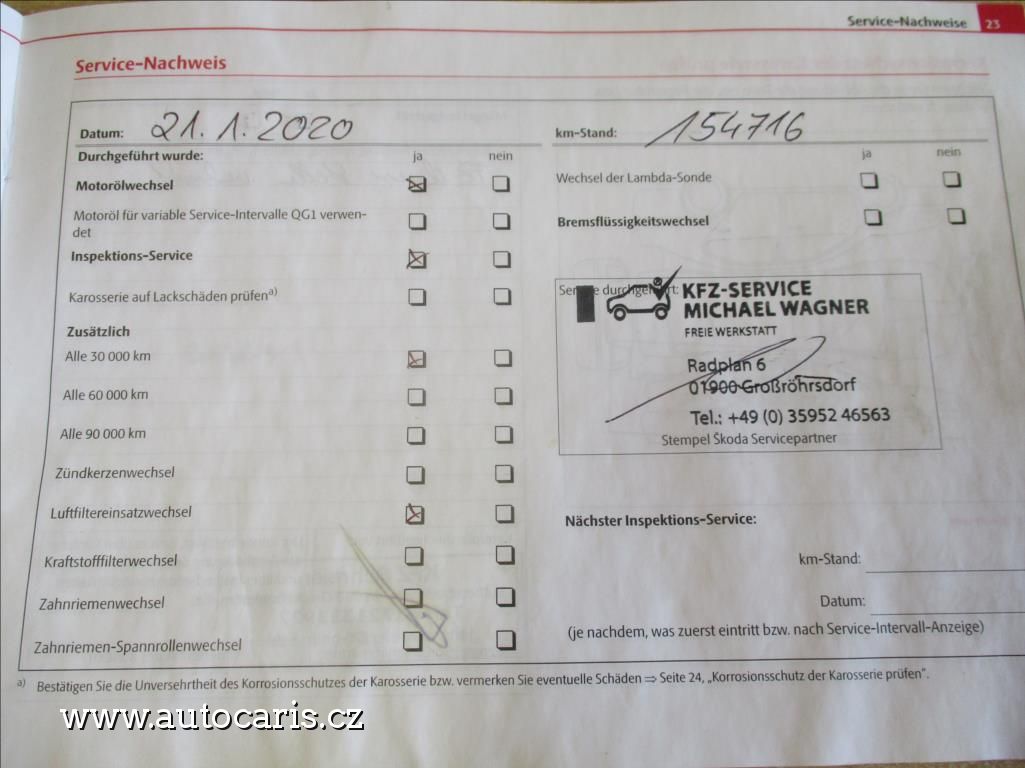 Service-Nachweise 23
Service-Nachweis
Datum: 21.1.2020
km-Stand: 154716
Durchgeführt wurde: ja nein
ja nein
Motorölwechsel
Wechsel der Lambda-Sonde
Motoröl für variable Service-Intervalle QG1 verwen-
det
Bremsflüssigkeitswechsel
Inspektions-Service
Karosserie auf Lackschäden prüfen a)
Zusätzlich
Alle 30 000 km
Alle 60 000 km
Alle 90 000 km
Zündkerzenwechsel
Luftfiltereinsatzwechsel
Kraftstofffilterwechsel
Zahnriemenwechsel
Zahnriemen-Spannrollenwechsel
Service durchgeführt:
KFZ-SERVICE
MICHAEL WAGNER
FREIE WERKSTATT
Radplan 6
01900 Großröhrsdorf
Tel.: +49 (0) 35952 46563
Stempel Škoda Servicepartner
Nächster Inspektions-Service:
km-Stand:
Datum:
(je nachdem, was zuerst eintritt bzw. nach Service-Intervall-Anzeige)
a) Bestätigen Sie die Unversehrtheit des Korrosionsschutzes der Karosserie bzw. vermerken Sie eventuelle Schäden ⇒ Seite 24, „Korrosionsschutz der Karosserie prüfen".
www.autocaris.cz